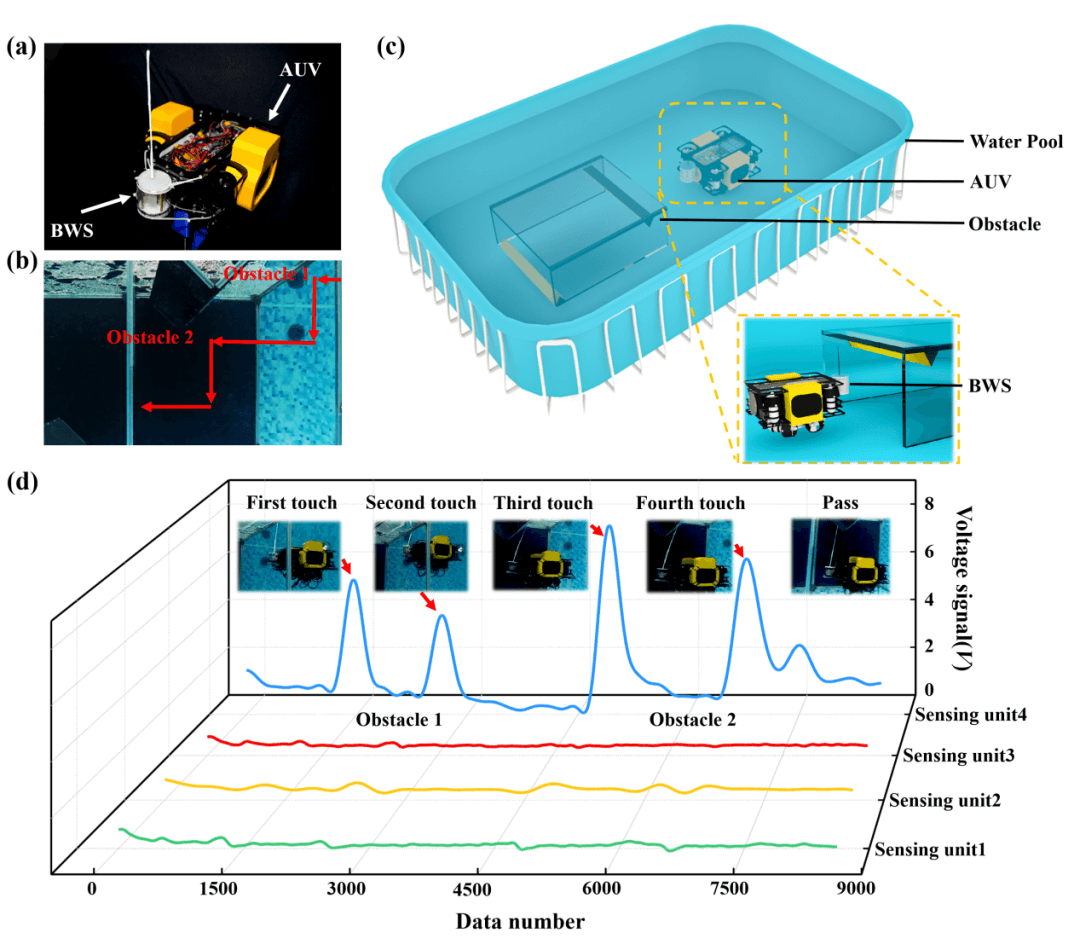 (a)
AUV
BWS
(b)
Obstacle 1
Obstacle 2
(c)
Water Pool
AUV
Obstacle
BWS
(d)
First touch
Second touch
Third touch
Fourth touch
Pass
8
6
4
2
0
Voltage signal(V)
Obstacle 1
Obstacle 2
Sensing unit4
Sensing unit3
Sensing unit2
Sensing unit1
0
1500
3000
4500
6000
7500
9000
Data number